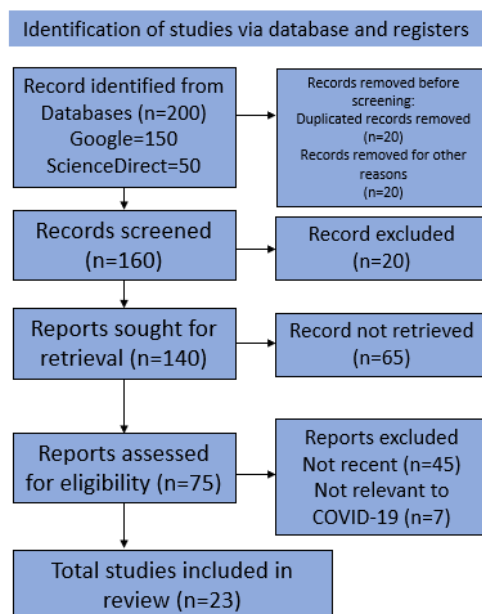 Identification of studies via database and registers
Record identified from
Databases (n=200)
Google=150
ScienceDirect=50
Records removed before
screening:
Duplicated records removed
(n=20)
Records removed for other
reasons
(n=20)
Records screened
(n=160)
Record excluded
(n=20)
Reports sought for
retrieval (n=140)
Record not retrieved
(n=65)
Reports assessed
for eligibility (n=75)
Reports excluded
Not recent (n=45)
Not relevant to
COVID-19 (n=7)
Total studies included in
review (n=23)